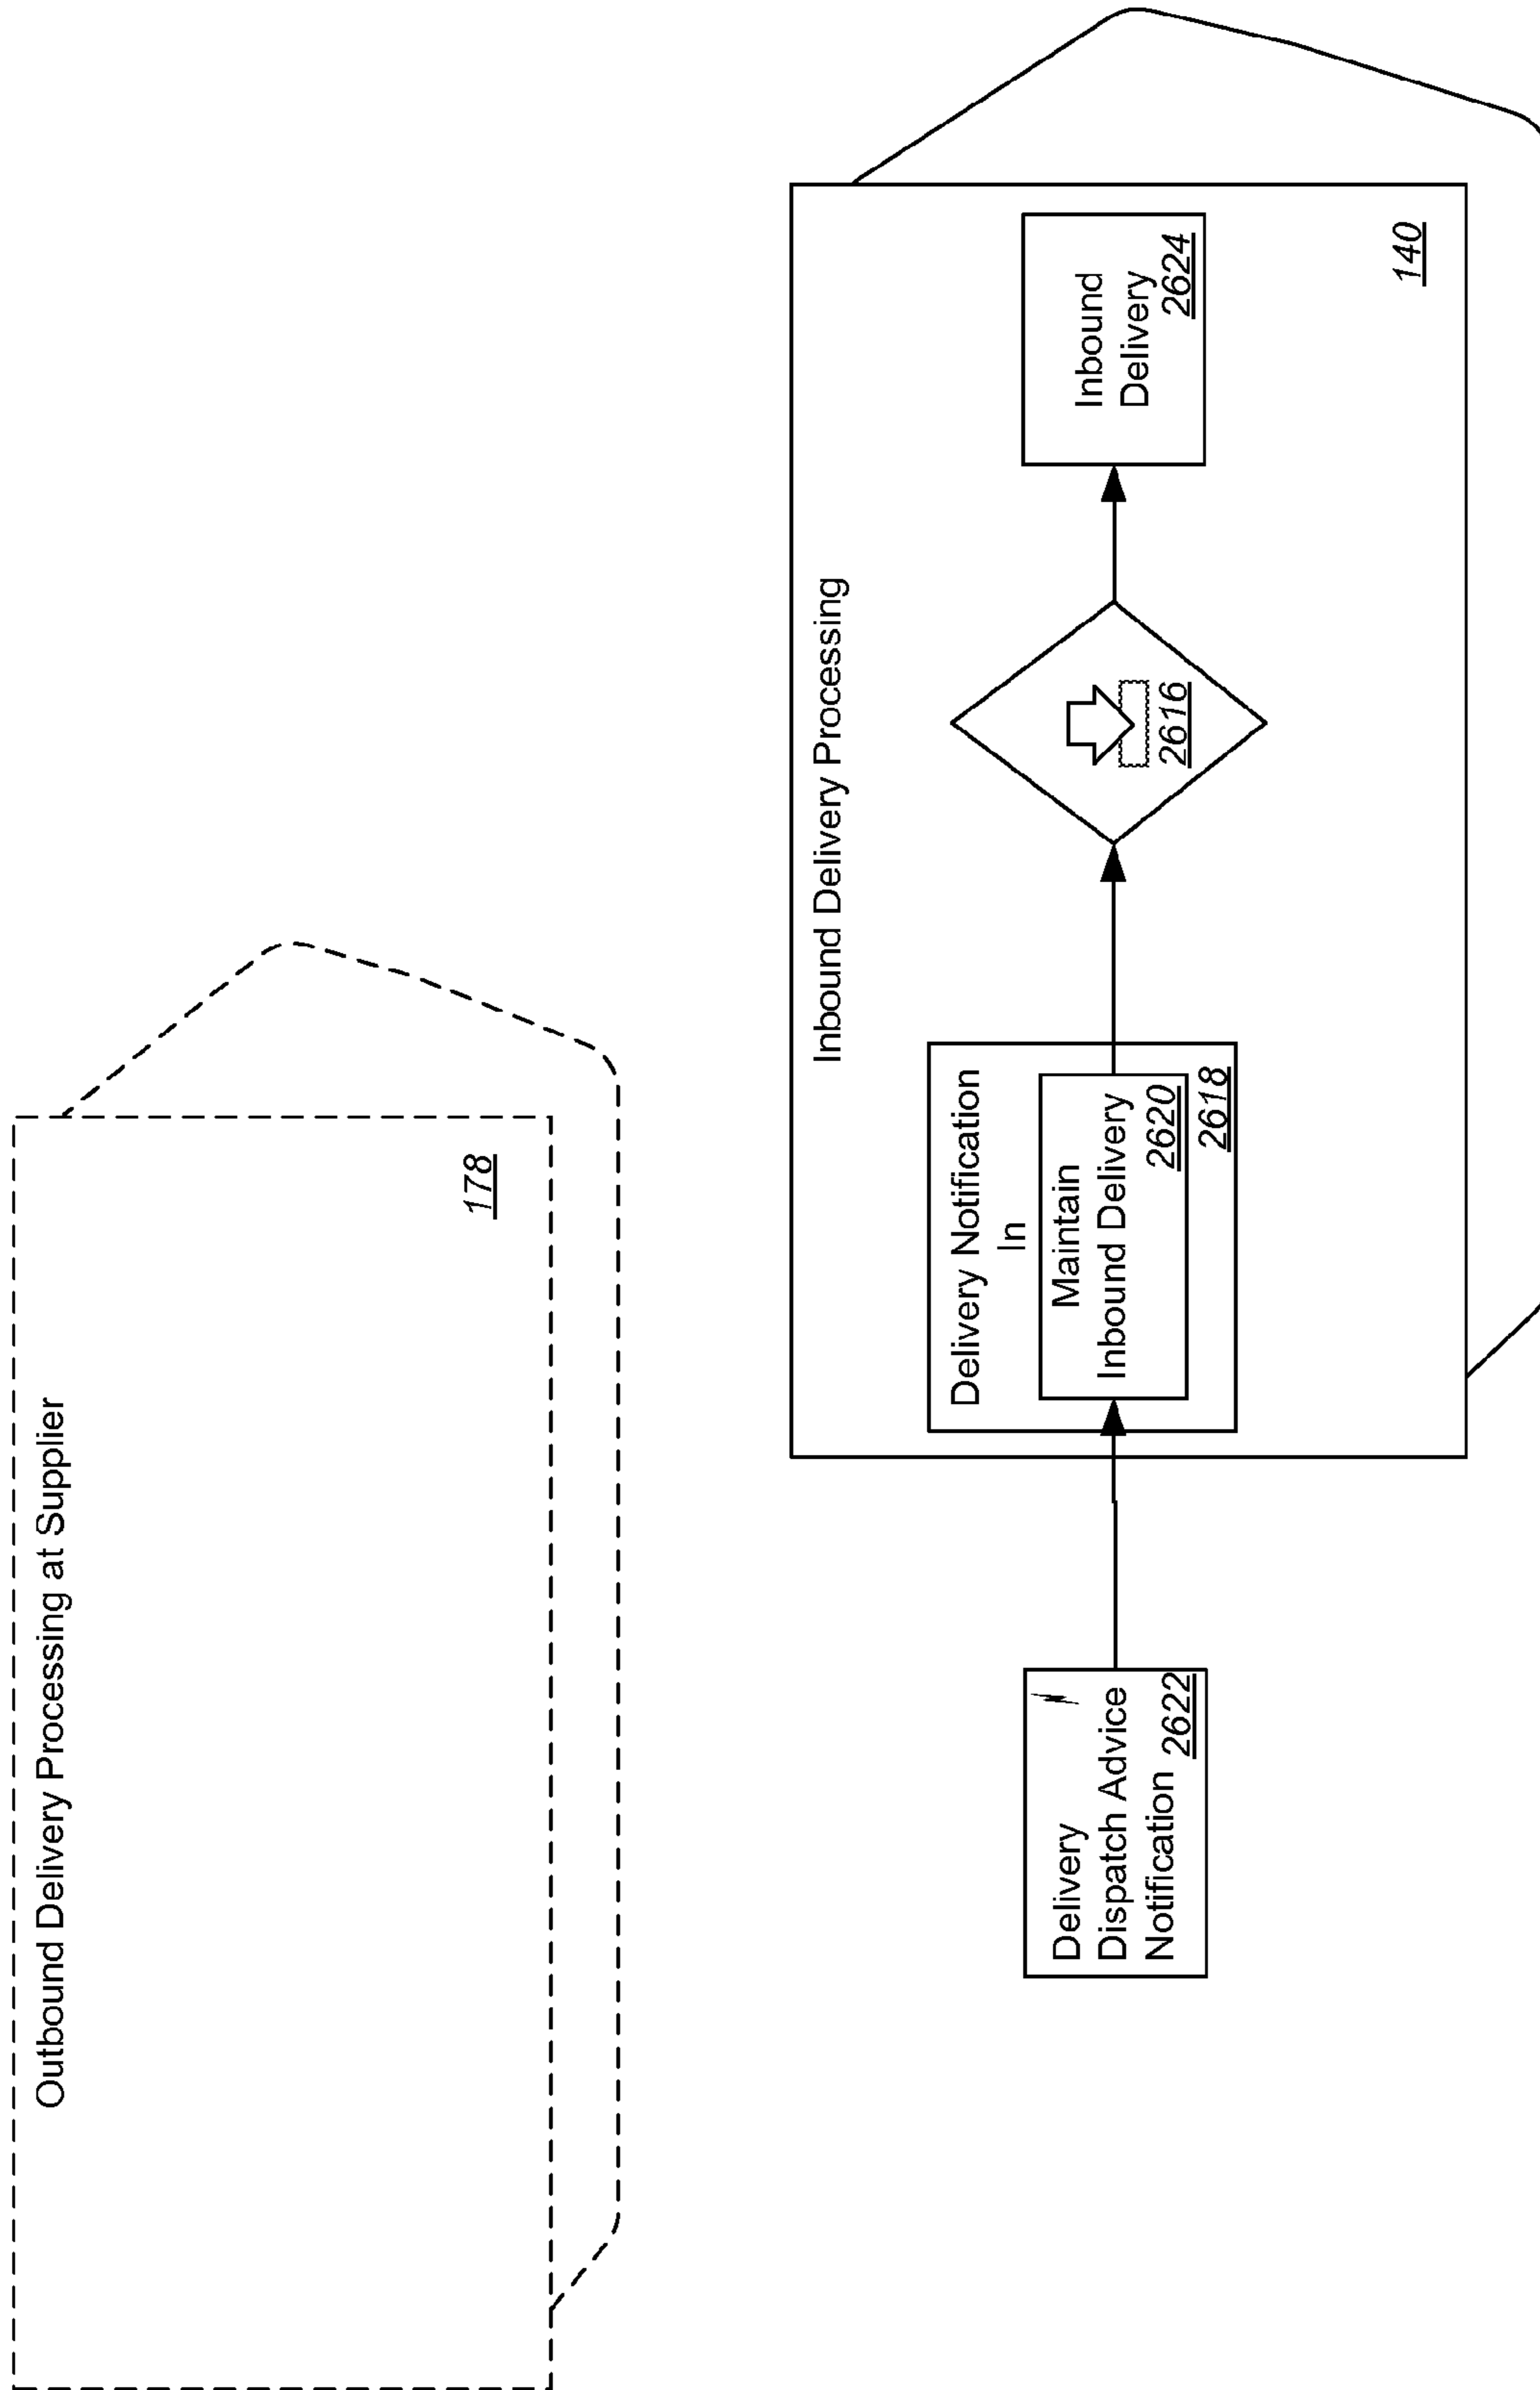 Outbound Delivery Processing at Supplier
178
Inbound Delivery Processing
Delivery
Dispatch Advice
Notification 2622
Delivery Notification
In
Maintain
Inbound Delivery
2620
2618
2616
Inbound
Delivery
2624
140